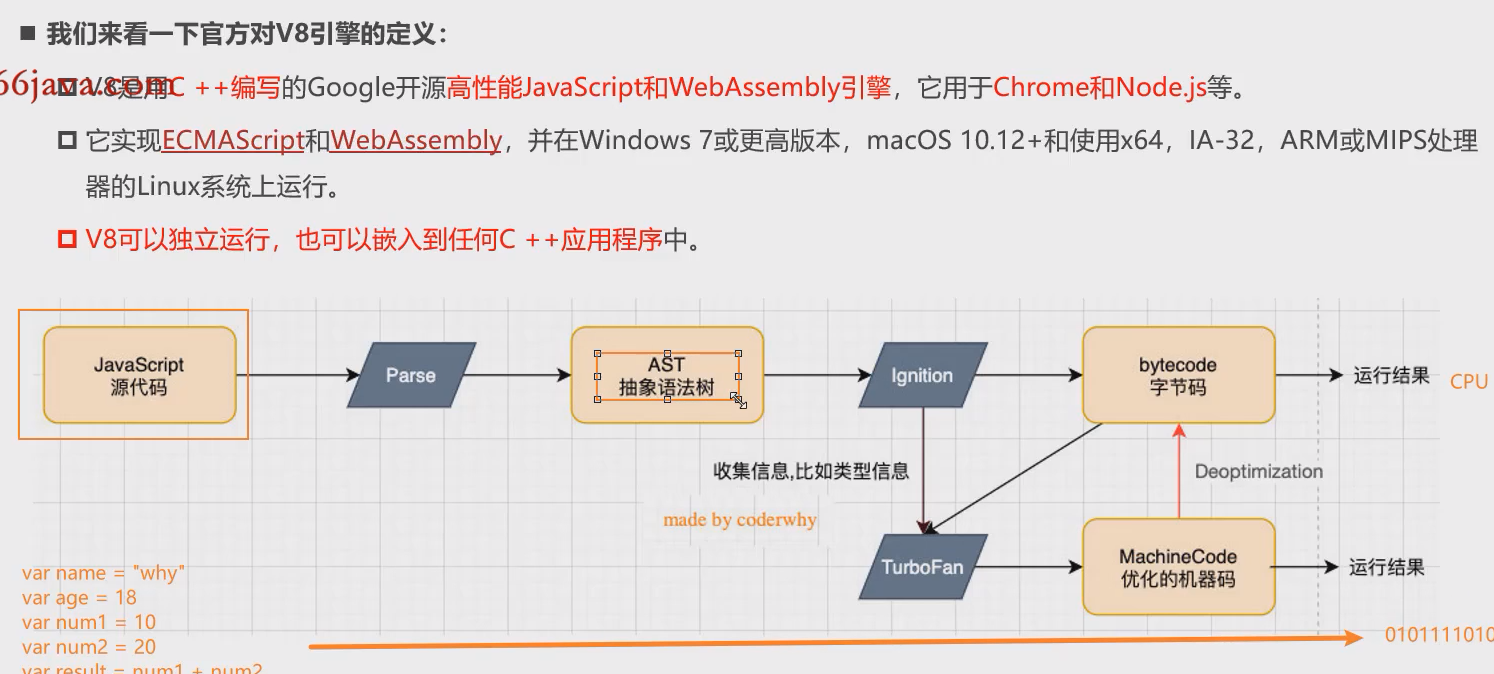 我们来看一下官方对V8引擎的定义：
66java.com
V8是用C ++编写的Google开源高性能JavaScript和WebAssembly引擎，它用于Chrome和Node.js等。
它实现ECMAScript和WebAssembly，并在Windows 7或更高版本，macOS 10.12+和使用x64，IA-32，ARM或MIPS处理
器的Linux系统上运行。
V8可以独立运行，也可以嵌入到任何C ++应用程序中。
JavaScript
源代码
Parse
AST
抽象语法树
Ignition
bytecode
字节码
运行结果
CPU
收集信息,比如类型信息
Deoptimization
made by coderwhy
TurboFan
MachineCode
优化的机器码
运行结果
var name = "why"
var age = 18
var num1 = 10
var num2 = 20
var result = num1 + num2
0101111010